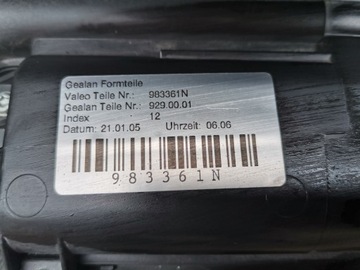 Gealan Formteile
Valeo Teile Nr.: 983361N
Gealan Teile Nr.: 929.00.01
Index 12
Datum: 21.01.05 Uhrzeit: 06.06
983361N